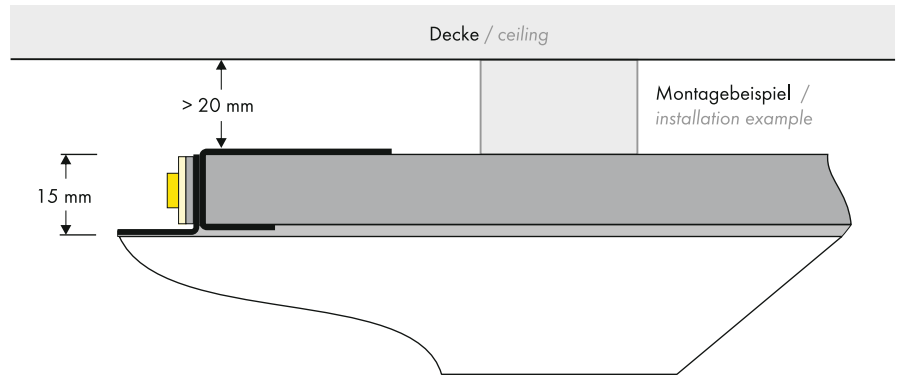 Decke / ceiling
> 20 mm
Montagebeispiel /
installation example
15 mm